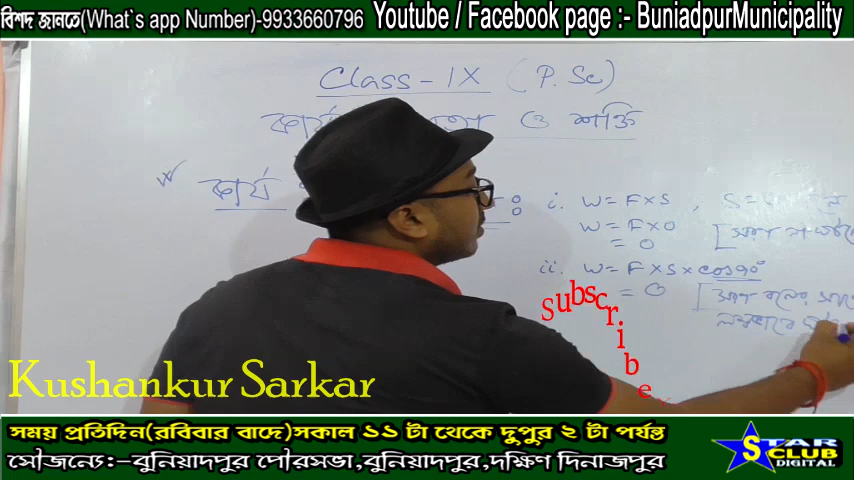 বিশদ জানতে(What`s app Number)-9933660796 Youtube / Facebook page :- BuniadpurMunicipality
Class - IX (P. Sc)
কার্য ও শক্তি
কার্য
i. W = F × S , S =
W = F × 0
= 0
ii. W = F × S × cos90°
= 0
Subscribe
Kushankur Sarkar
সময় প্রতিদিন(রবিবার বাদে)সকাল ১১ টা থেকে দুপুর ২ টা পর্যন্ত
সৌজন্যে:-বুনিয়াদপুর পৌরসভা,বুনিয়াদপুর,দক্ষিণ দিনাজপুর
STAR
S CLUB
DIGITAL